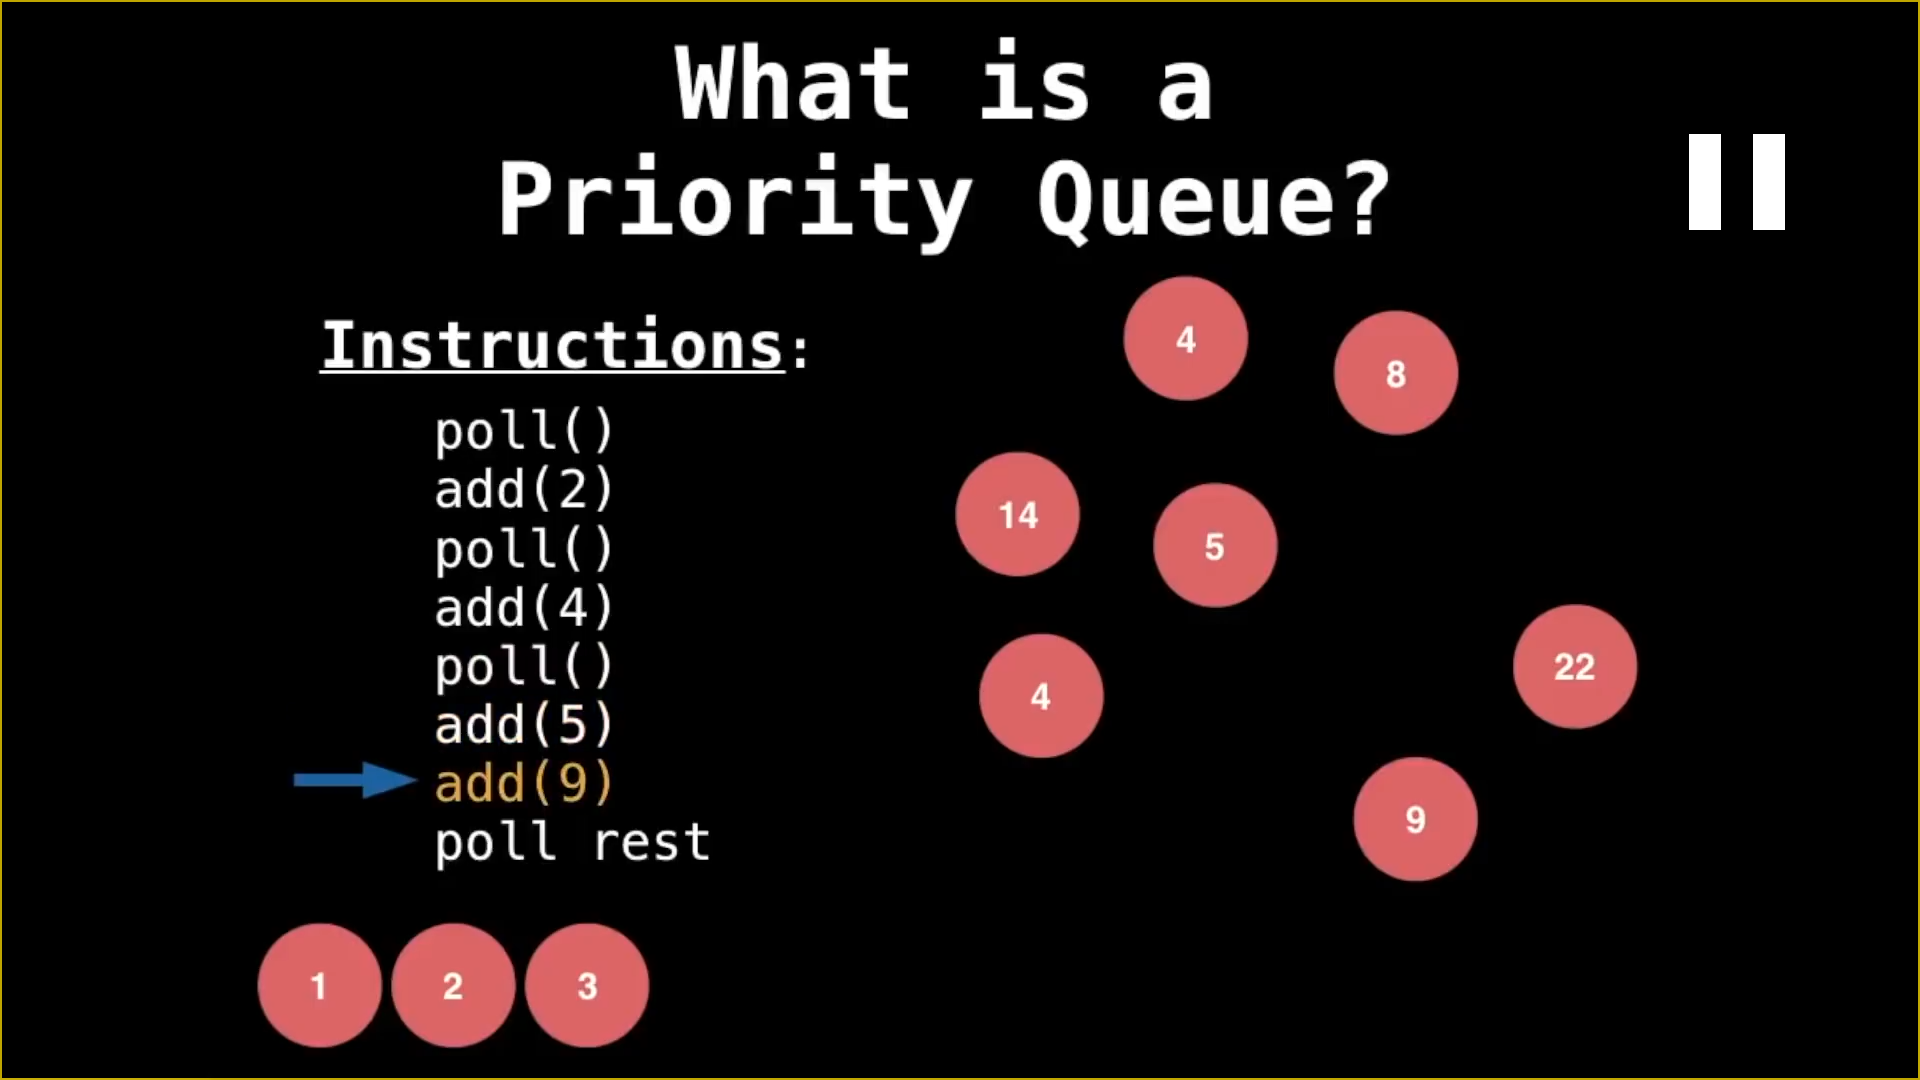 What is a
Priority Queue?
Instructions:
poll()
add(2)
poll()
add(4)
poll()
add(5)
add(9)
poll rest
4
8
14
5
4
22
9
1 2 3